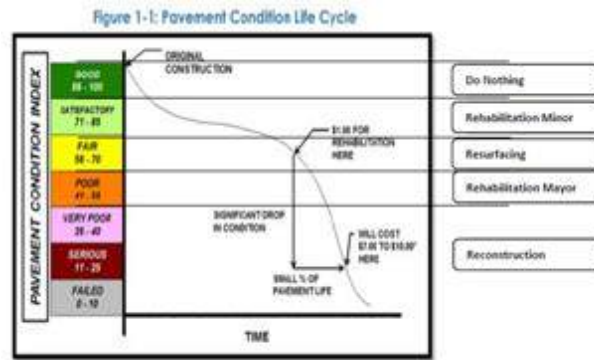 Figure 1-1: Pavement Condition Life Cycle
PAVEMENT CONDITION INDEX
GOOD
86 - 100
SATISFACTORY
71 - 85
FAIR
56 - 70
POOR
41 - 55
VERY POOR
26 - 40
SERIOUS
11 - 25
FAILED
0 - 10
ORIGINAL
CONSTRUCTION
$1.00 FOR
REHABILITATION
HERE
SIGNIFICANT DROP
IN CONDITION
WILL COST
$7.00 TO $10.00
HERE
SMALL % OF
PAVEMENT LIFE
TIME
Do Nothing
Rehabilitation Minor
Resurfacing
Rehabilitation Mayor
Reconstruction